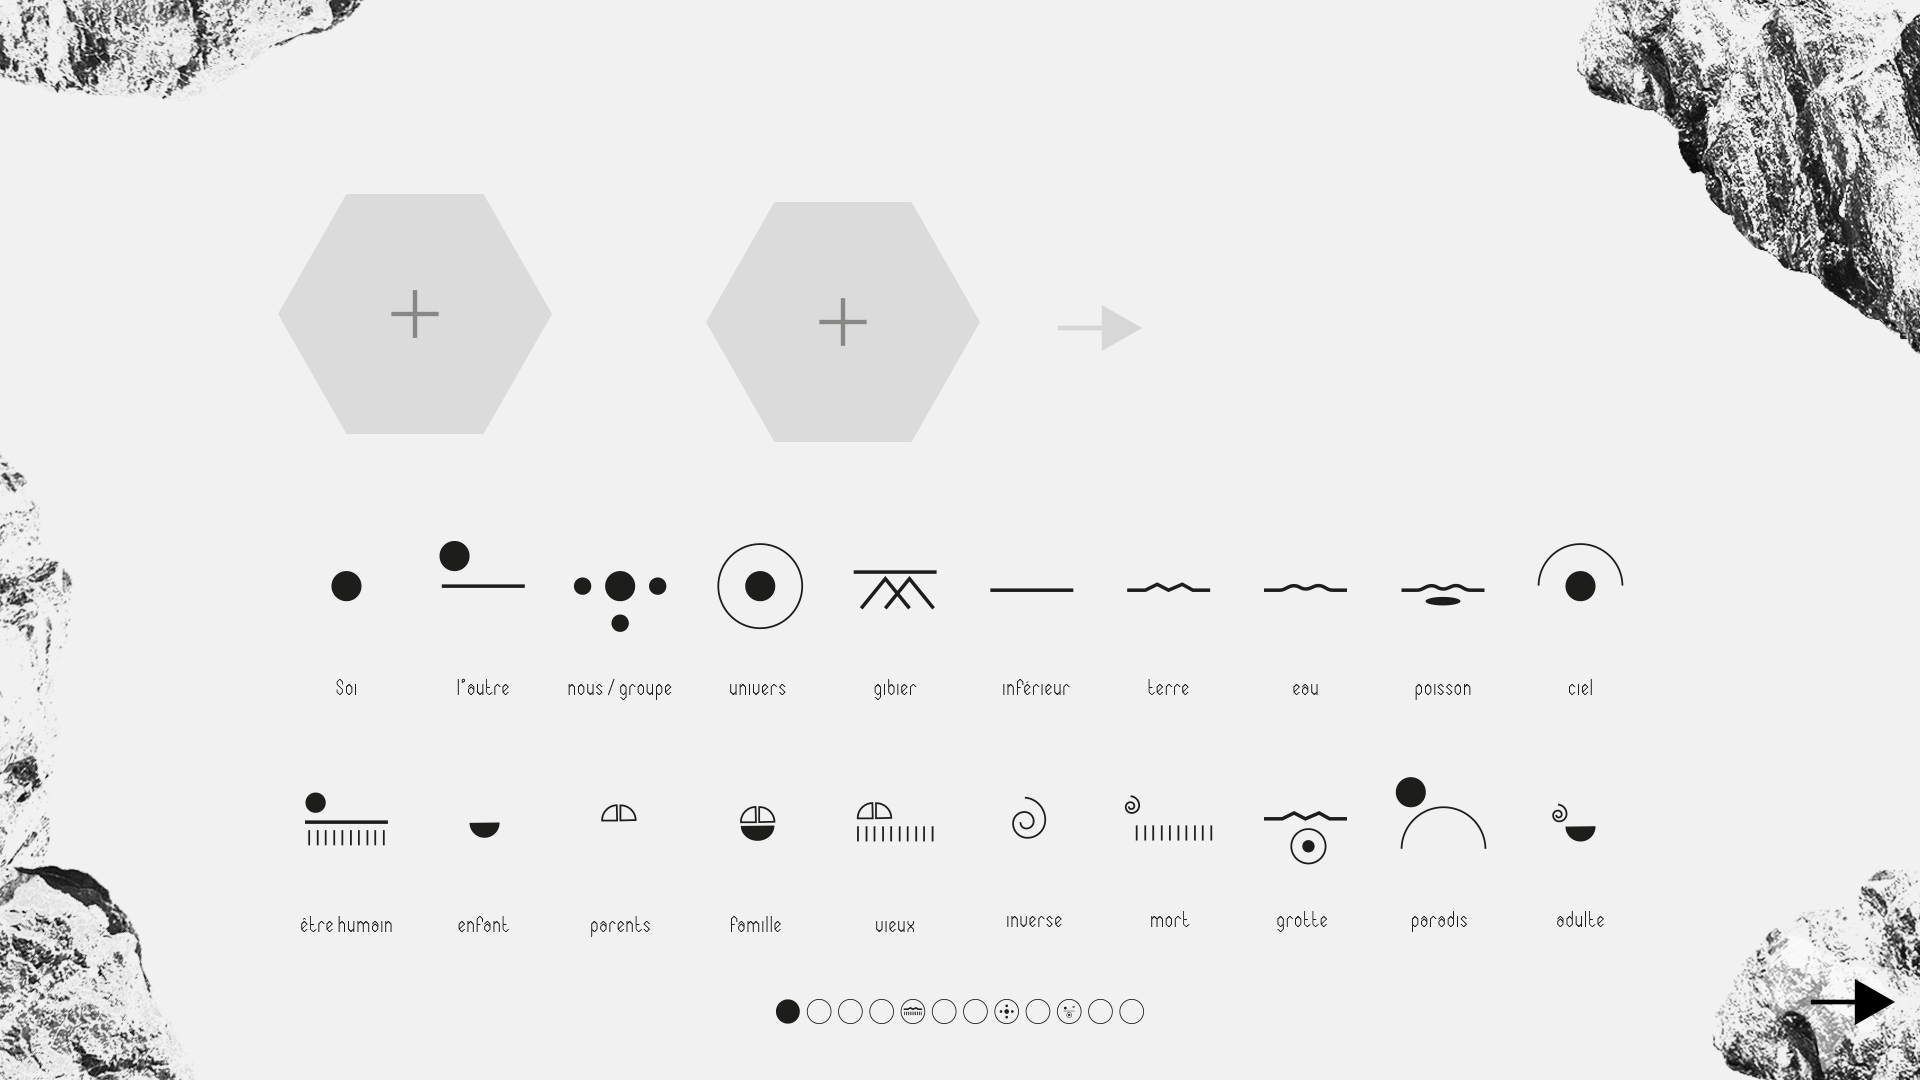 Soi
l'autre
nous / groupe
univers
gibier
inférieur
terre
eau
poisson
ciel
être humain
enfant
parents
famille
vieux
inverse
mort
grotte
paradis
adulte